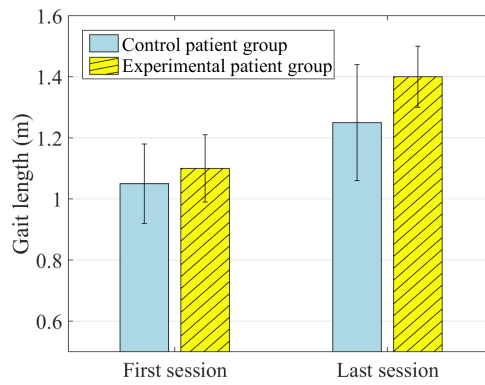 1.6
1.4
1.2
1
0.8
0.6
Gait length (m)
Control patient group
Experimental patient group
First session
Last session